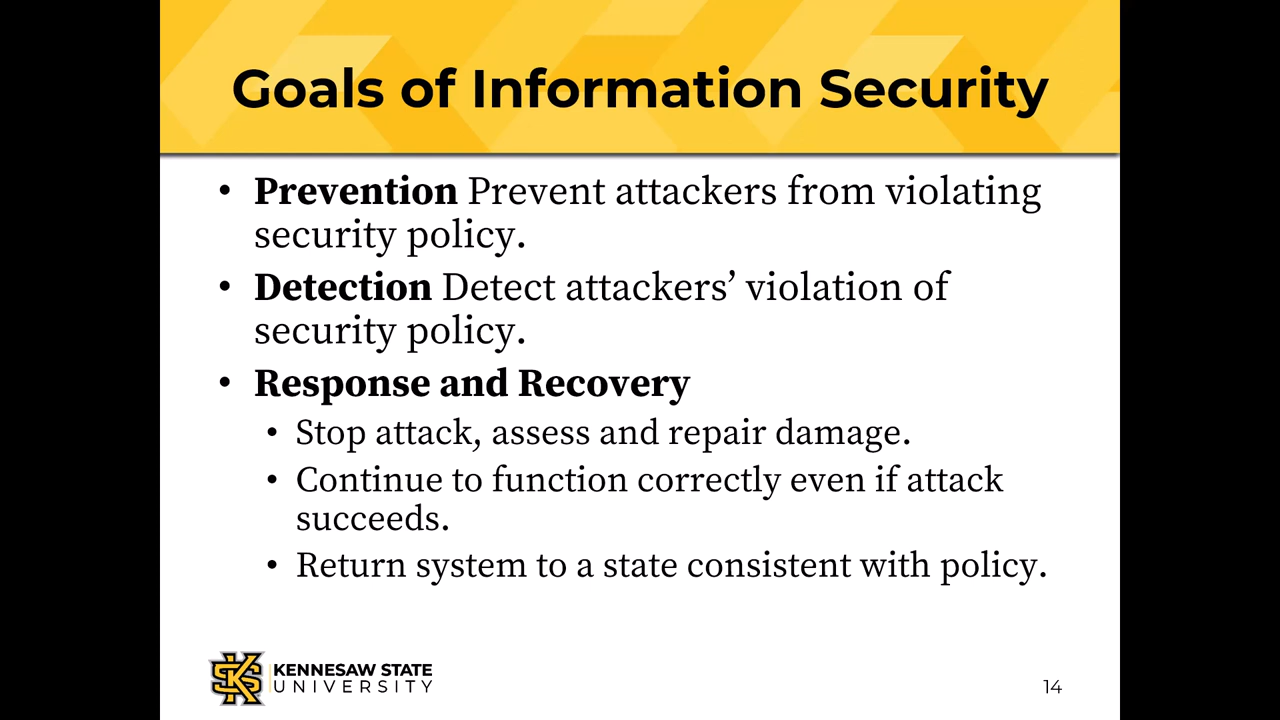 Goals of Information Security
• Prevention Prevent attackers from violating
security policy.
• Detection Detect attackers’ violation of
security policy.
• Response and Recovery
• Stop attack, assess and repair damage.
• Continue to function correctly even if attack
succeeds.
• Return system to a state consistent with policy.
KENNESAW STATE
UNIVERSITY
14